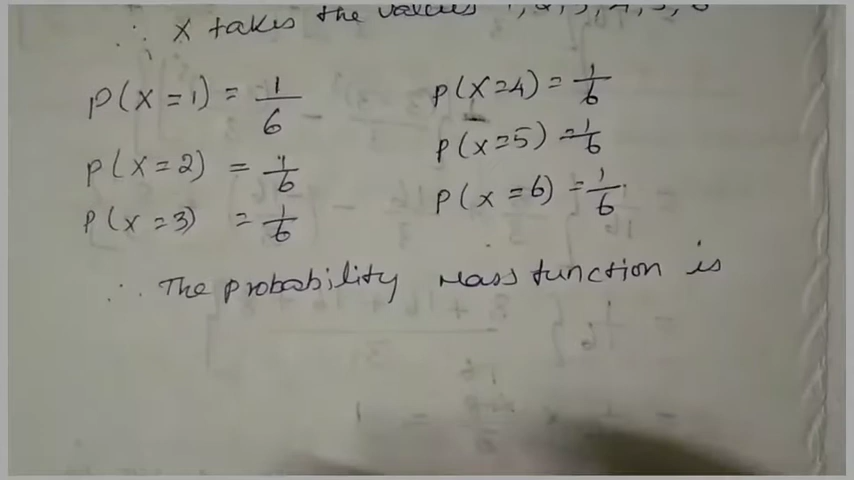 ∴ X takes the values 1, 2, 3, 4, 5, 6
P(X=1) = 1/6 P(X=4) = 1/6
P(X=2) = 1/6 P(X=5) = 1/6
P(X=3) = 1/6 P(X=6) = 1/6
∴ The probability mass function is